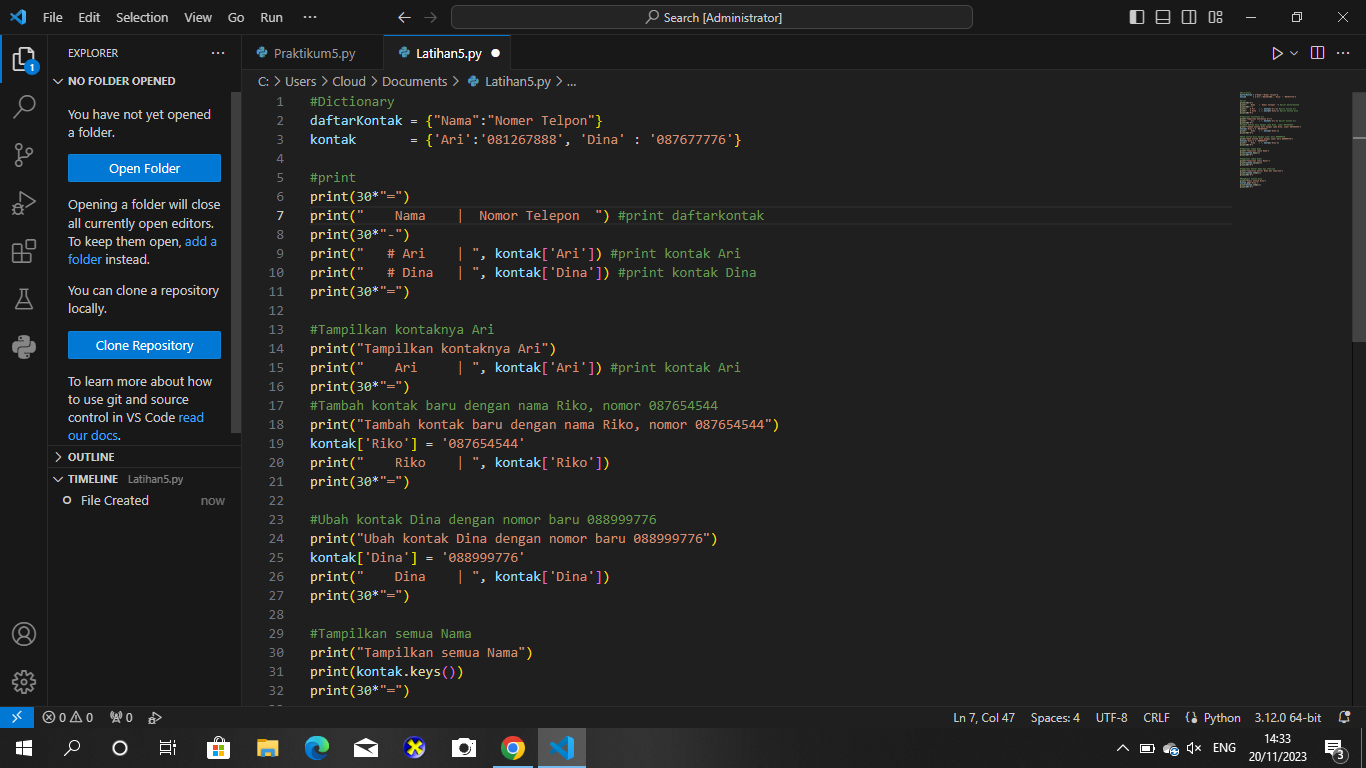 File Edit Selection View Go Run ··· Search [Administrator]
EXPLORER ···
NO FOLDER OPENED
You have not yet opened
a folder.
Open Folder
Opening a folder will close
all currently open editors.
To keep them open, add a
folder instead.
You can clone a repository
locally.
Clone Repository
To learn more about how
to use git and source
control in VS Code read
our docs.
OUTLINE
TIMELINE Latihan5.py
File Created now
1
Praktikum5.py Latihan5.py
C: > Users > Cloud > Documents > Latihan5.py > ...
1 #Dictionary
2 daftarKontak = {"Nama":"Nomer Telpon"}
3 kontak       = {'Ari':'081267888', 'Dina' : '087677776'}
4
5 #print
6 print(30*"=")
7 print("    Nama    |  Nomor Telepon  ") #print daftarkontak
8 print(30*"-")
9 print("   # Ari    | ", kontak['Ari']) #print kontak Ari
10 print("   # Dina   | ", kontak['Dina']) #print kontak Dina
11 print(30*"=")
12
13 #Tampilkan kontaknya Ari
14 print("Tampilkan kontaknya Ari")
15 print("    Ari     | ", kontak['Ari']) #print kontak Ari
16 print(30*"=")
17 #Tambah kontak baru dengan nama Riko, nomor 087654544
18 print("Tambah kontak baru dengan nama Riko, nomor 087654544")
19 kontak['Riko'] = '087654544'
20 print("    Riko    | ", kontak['Riko'])
21 print(30*"=")
22
23 #Ubah kontak Dina dengan nomor baru 088999776
24 print("Ubah kontak Dina dengan nomor baru 088999776")
25 kontak['Dina'] = '088999776'
26 print("    Dina    | ", kontak['Dina'])
27 print(30*"=")
28
29 #Tampilkan semua Nama
30 print("Tampilkan semua Nama")
31 print(kontak.keys())
32 print(30*"=")
0 0 0 Ln 7, Col 47 Spaces: 4 UTF-8 CRLF Python 3.12.0 64-bit
ENG 14:33
20/11/2023
3